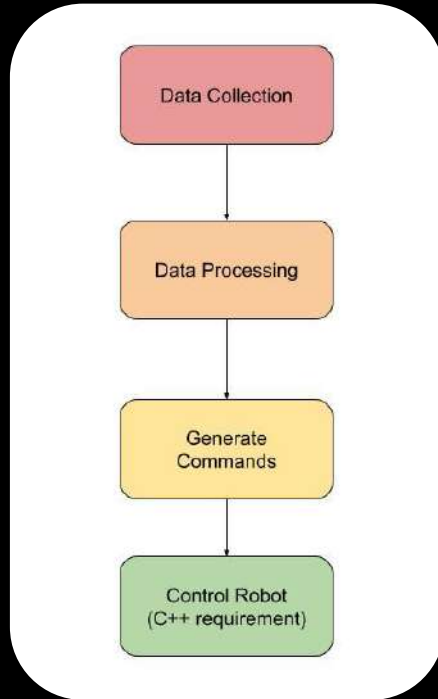 Data Collection
Data Processing
Generate
Commands
Control Robot
(C++ requirement)